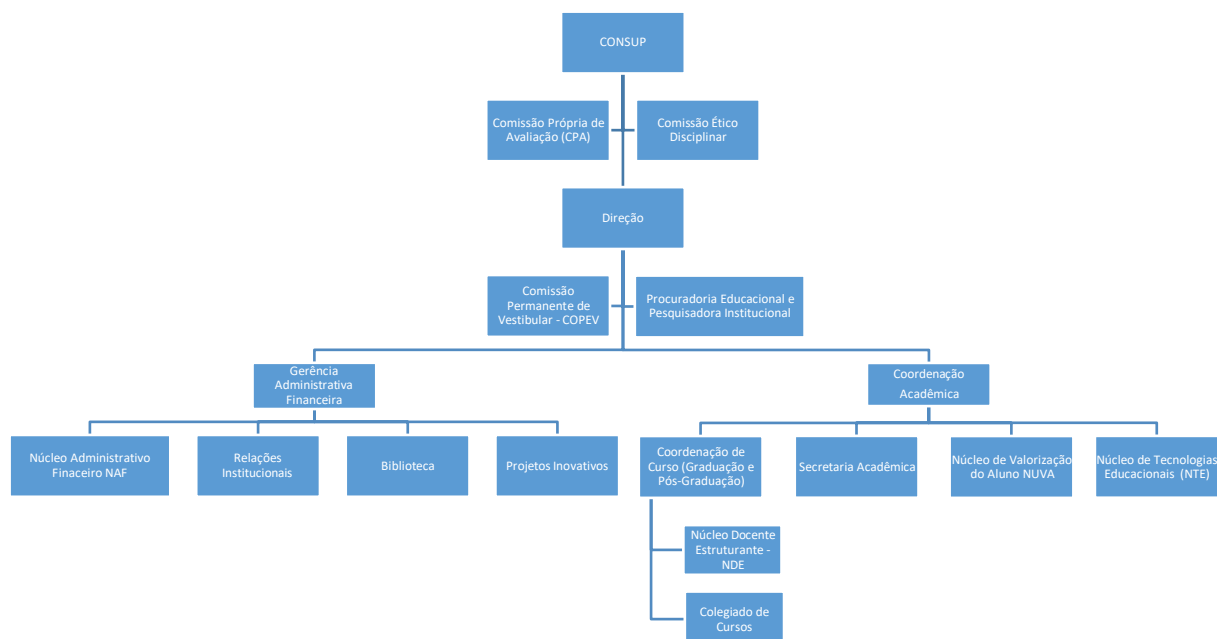 CONSUP
Comissão Própria de
Avaliação (CPA)
Comissão Ético
Disciplinar
Direção
Comissão
Permanente de
Vestibular - COPEV
Procuradoria Educacional e
Pesquisadora Institucional
Gerência
Administrativa
Financeira
Coordenação
Acadêmica
Núcleo Administrativo
Finaceiro NAF
Relações
Institucionais
Biblioteca
Projetos Inovativos
Coordenação de
Curso (Graduação e
Pós-Graduação)
Secretaria Acadêmica
Núcleo de Valorização
do Aluno NUVA
Núcleo de Tecnologias
Educacionais (NTE)
Núcleo Docente
Estruturante -
NDE
Colegiado de
Cursos